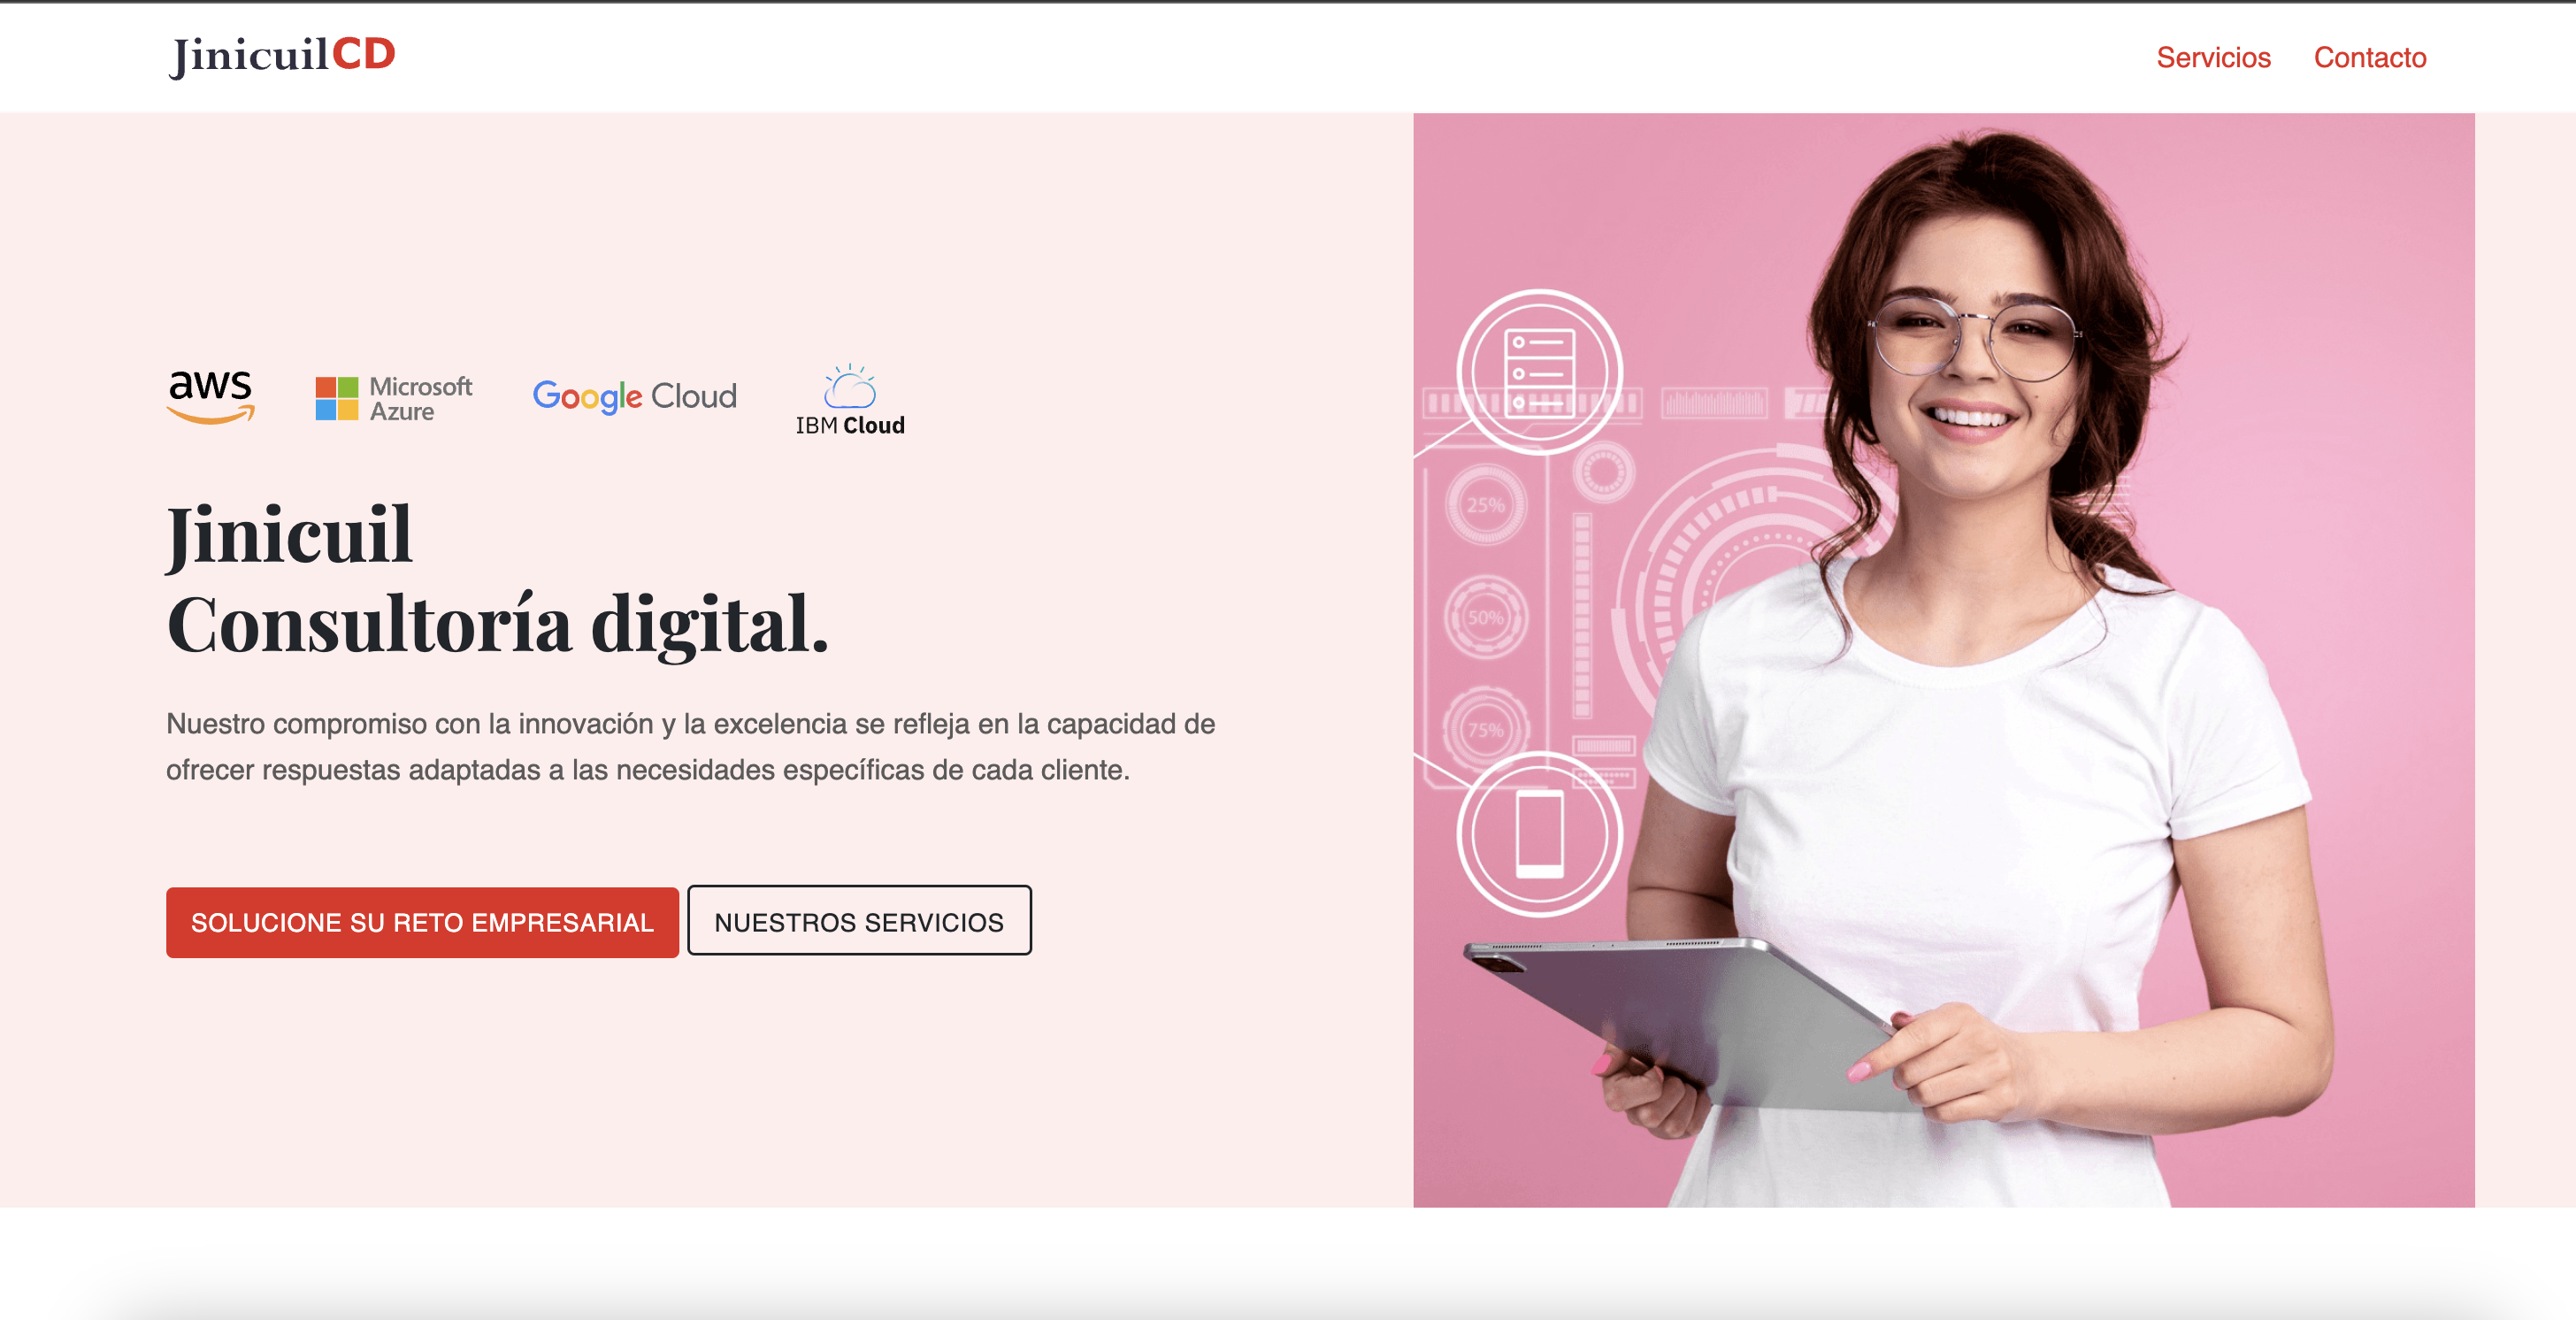 JinicuilCD
Servicios Contacto
aws
Microsoft
Azure
Google Cloud
IBM Cloud
Jinicuil
Consultoría digital.
Nuestro compromiso con la innovación y la excelencia se refleja en la capacidad de
ofrecer respuestas adaptadas a las necesidades específicas de cada cliente.
SOLUCIONE SU RETO EMPRESARIAL
NUESTROS SERVICIOS
25%
50%
75%